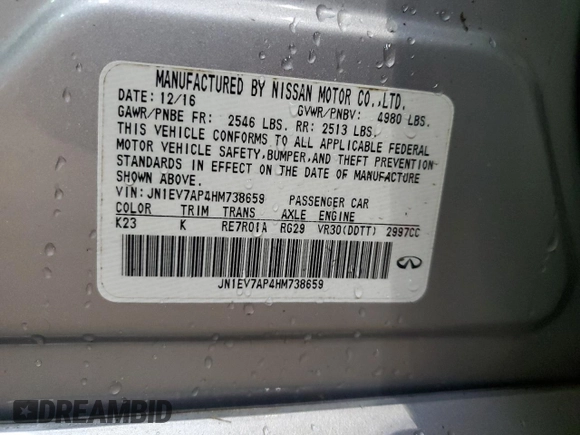 MANUFACTURED BY NISSAN MOTOR CO.,LTD.
DATE: 12/16 GVWR/PNBV: 4980 LBS.
GAWR/PNBE FR: 2546 LBS. RR: 2513 LBS.
THIS VEHICLE CONFORMS TO ALL APPLICABLE FEDERAL
MOTOR VEHICLE SAFETY,BUMPER,AND THEFT PREVENTION
STANDARDS IN EFFECT ON THE DATE OF MANUFACTURE
SHOWN ABOVE.
VIN: JN1EV7AP4HM738659 PASSENGER CAR
COLOR TRIM TRANS AXLE ENGINE
K23 K RE7R01A RG29 VR30(DDTT) 2997CC
JN1EV7AP4HM738659
DREAMBID